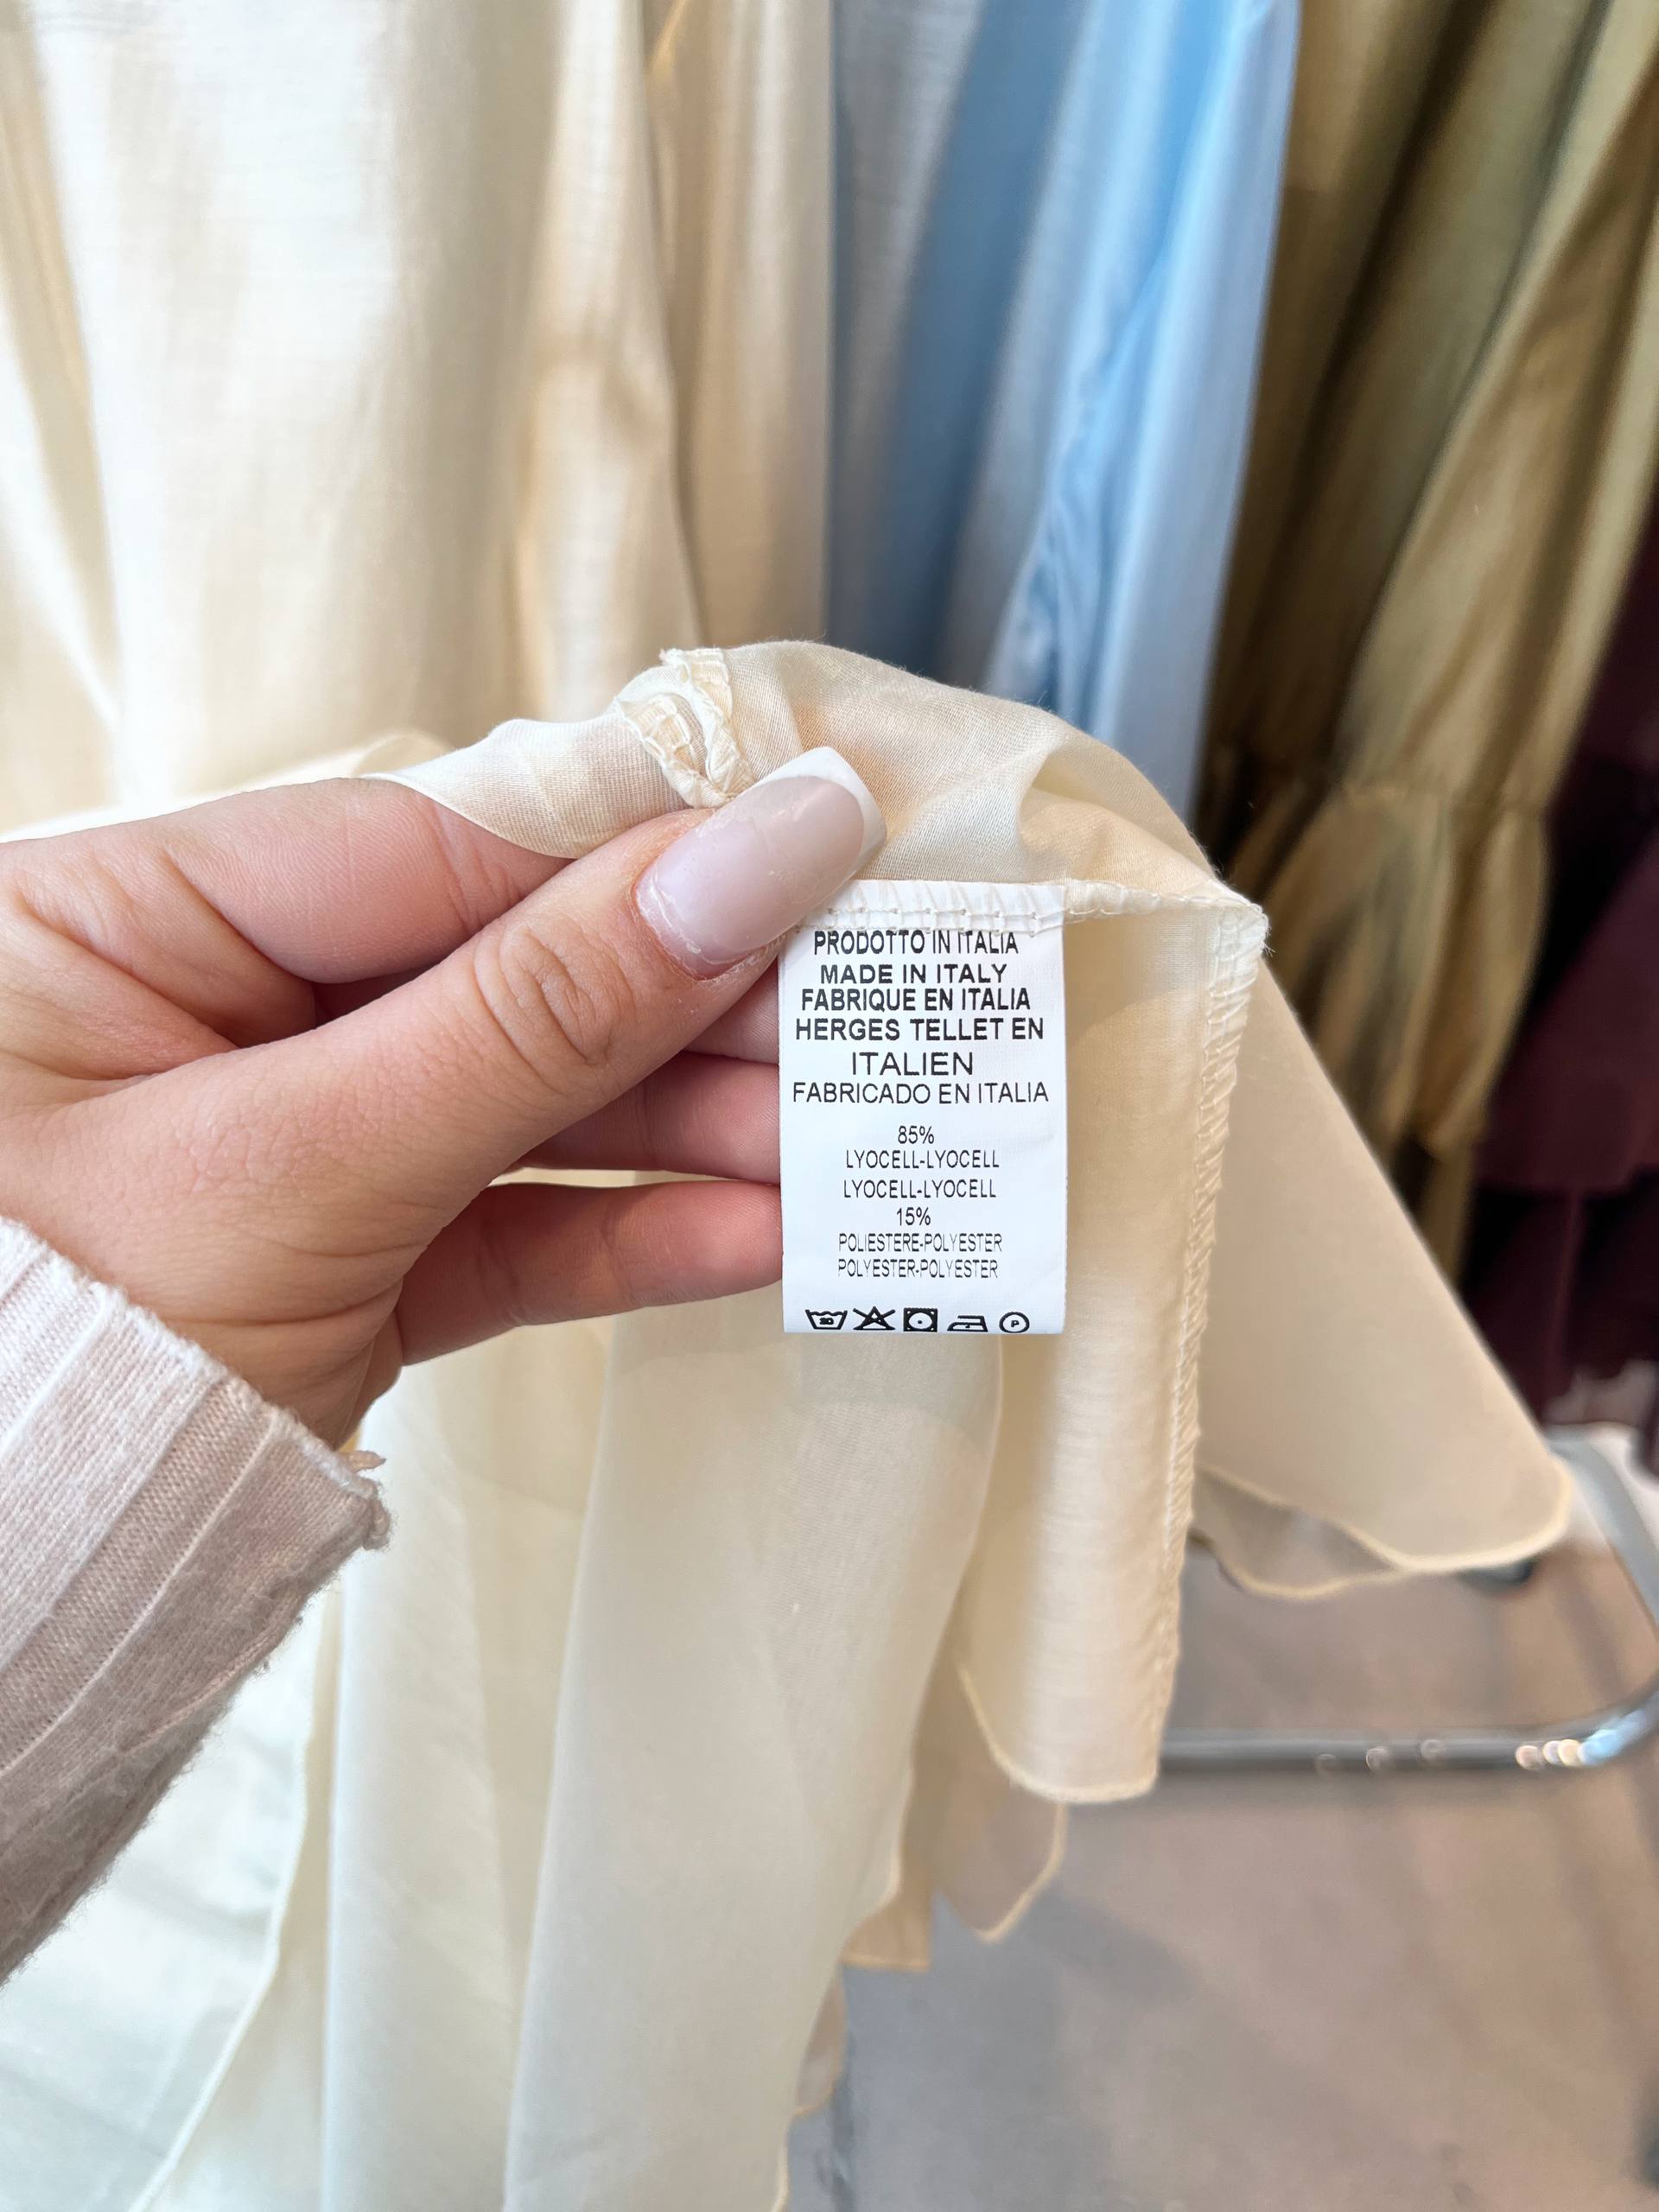 PRODOTTO IN ITALIA
MADE IN ITALY
FABRIQUE EN ITALIA
HERGES TELLET EN
ITALIEN
FABRICADO EN ITALIA
85%
LYOCELL-LYOCELL
LYOCELL-LYOCELL
15%
POLIESTERE-POLYESTER
POLYESTER-POLYESTER
P